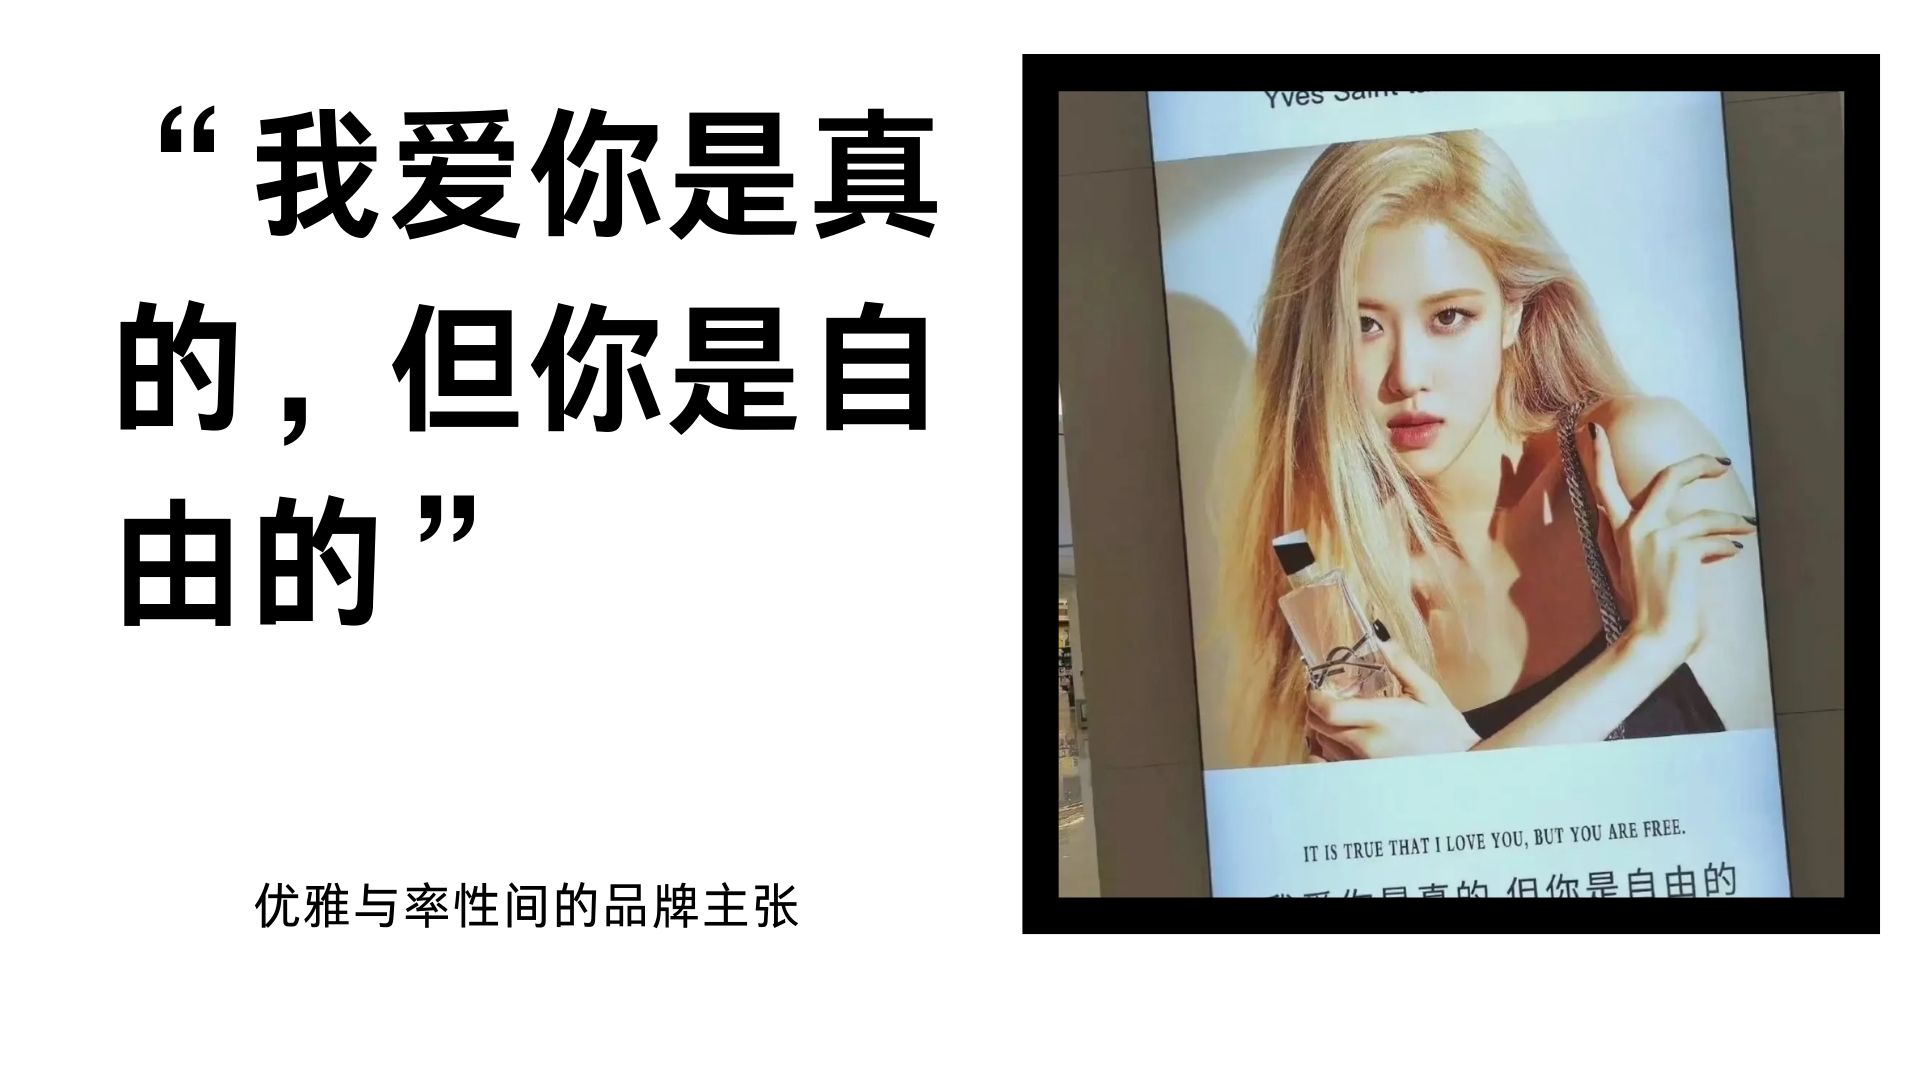 “我爱你是真
的，但你是自
由的”
优雅与率性间的品牌主张
Yves Saint
IT IS TRUE THAT I LOVE YOU, BUT YOU ARE FREE.
我爱你是真的 但你是自由的